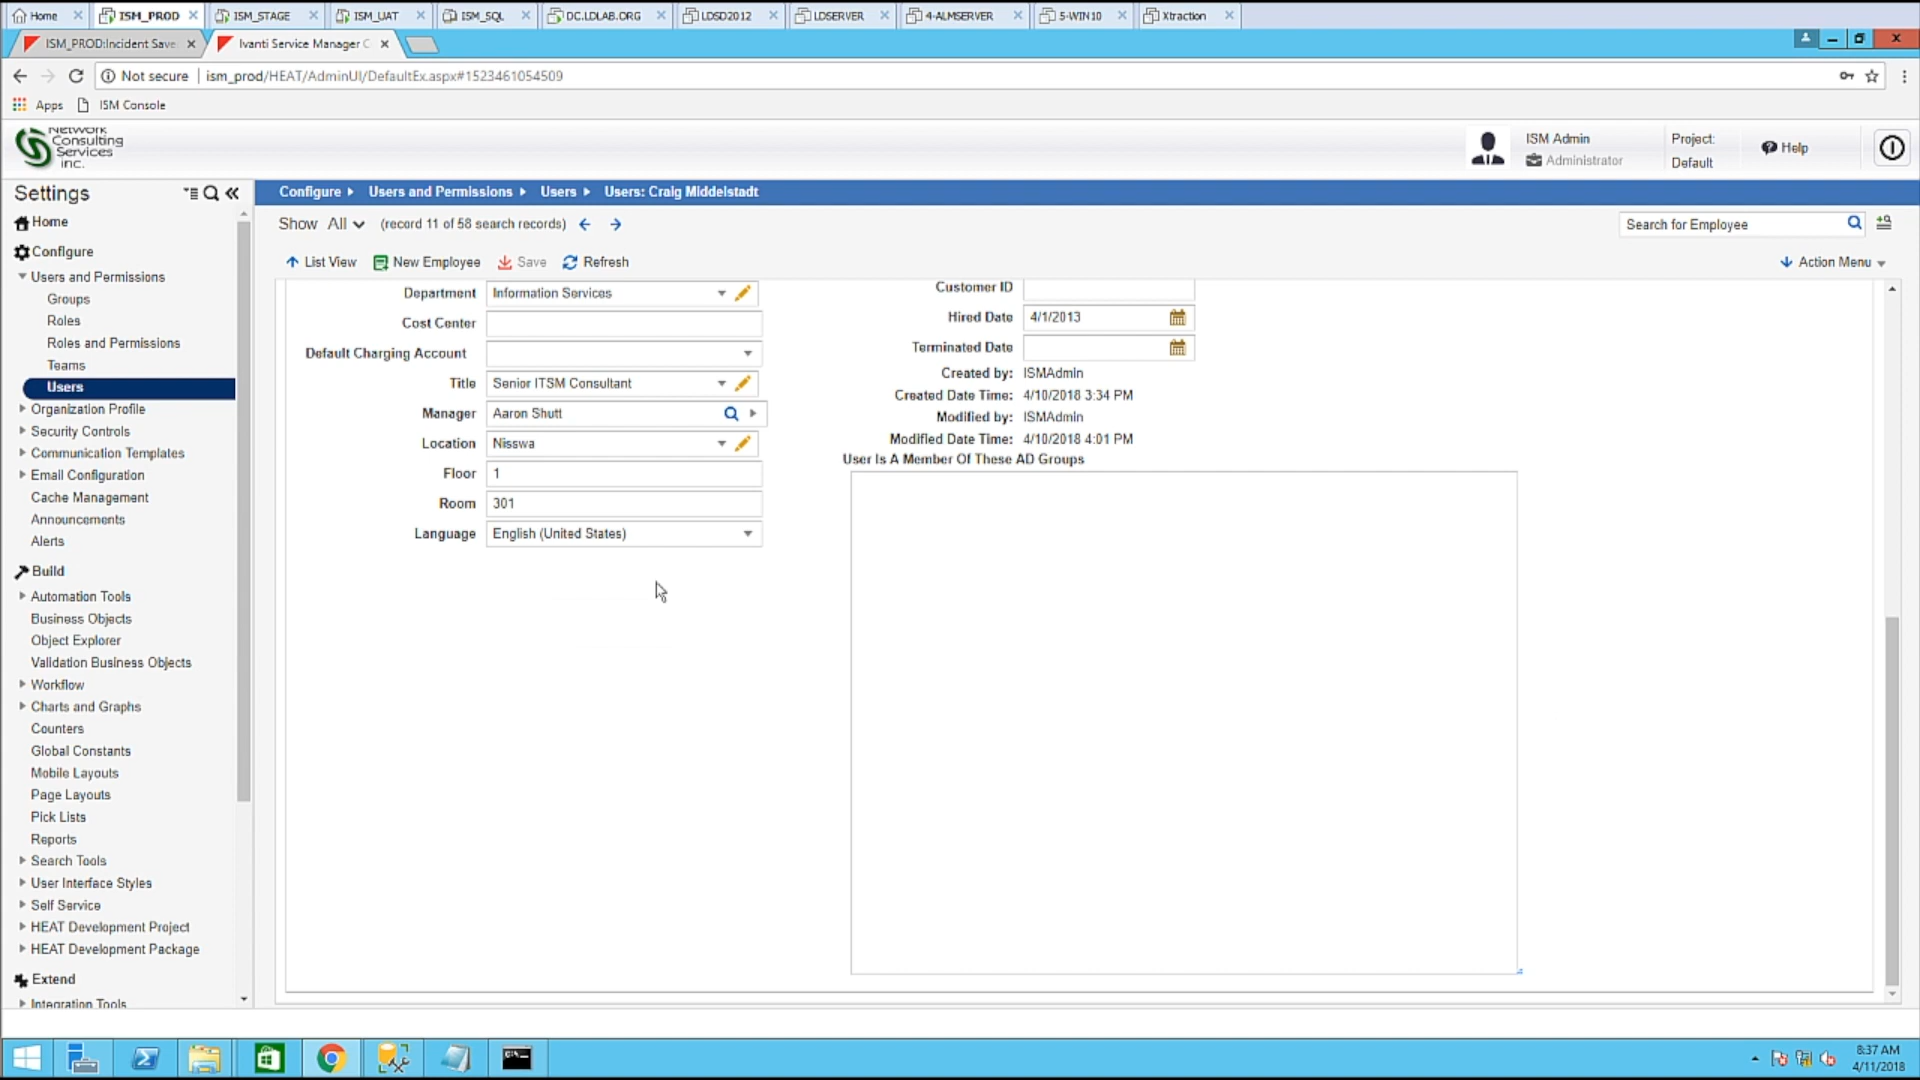 Home ISM_PROD ISM_STAGE ISM_UAT ISM_SQL DC.LDLAB.ORG LDSD2012 LDSERVER 4-ALMSERVER 5-WIN10 Xtraction
ISM_PROD:Incident Save Ivanti Service Manager C
Not secure ism_prod/HEAT/AdminUI/DefaultEx.aspx#1523461054509
Apps ISM Console
Network
Consulting
Services
inc.
ISM Admin
Administrator
Project:
Default
Help
Settings
Configure Users and Permissions Users Users: Craig Middelstadt
Show All (record 11 of 58 search records)
Search for Employee
List View New Employee Save Refresh
Action Menu
Home
Configure
Users and Permissions
Groups
Roles
Roles and Permissions
Teams
Users
Organization Profile
Security Controls
Communication Templates
Email Configuration
Cache Management
Announcements
Alerts
Build
Automation Tools
Business Objects
Object Explorer
Validation Business Objects
Workflow
Charts and Graphs
Counters
Global Constants
Mobile Layouts
Page Layouts
Pick Lists
Reports
Search Tools
User Interface Styles
Self Service
HEAT Development Project
HEAT Development Package
Extend
Integration Tools
Department Information Services
Cost Center
Default Charging Account
Title Senior ITSM Consultant
Manager Aaron Shutt
Location Nisswa
Floor 1
Room 301
Language English (United States)
Customer ID
Hired Date 4/1/2013
Terminated Date
Created by: ISMAdmin
Created Date Time: 4/10/2018 3:34 PM
Modified by: ISMAdmin
Modified Date Time: 4/10/2018 4:01 PM
User Is A Member Of These AD Groups
8:37 AM
4/11/2018